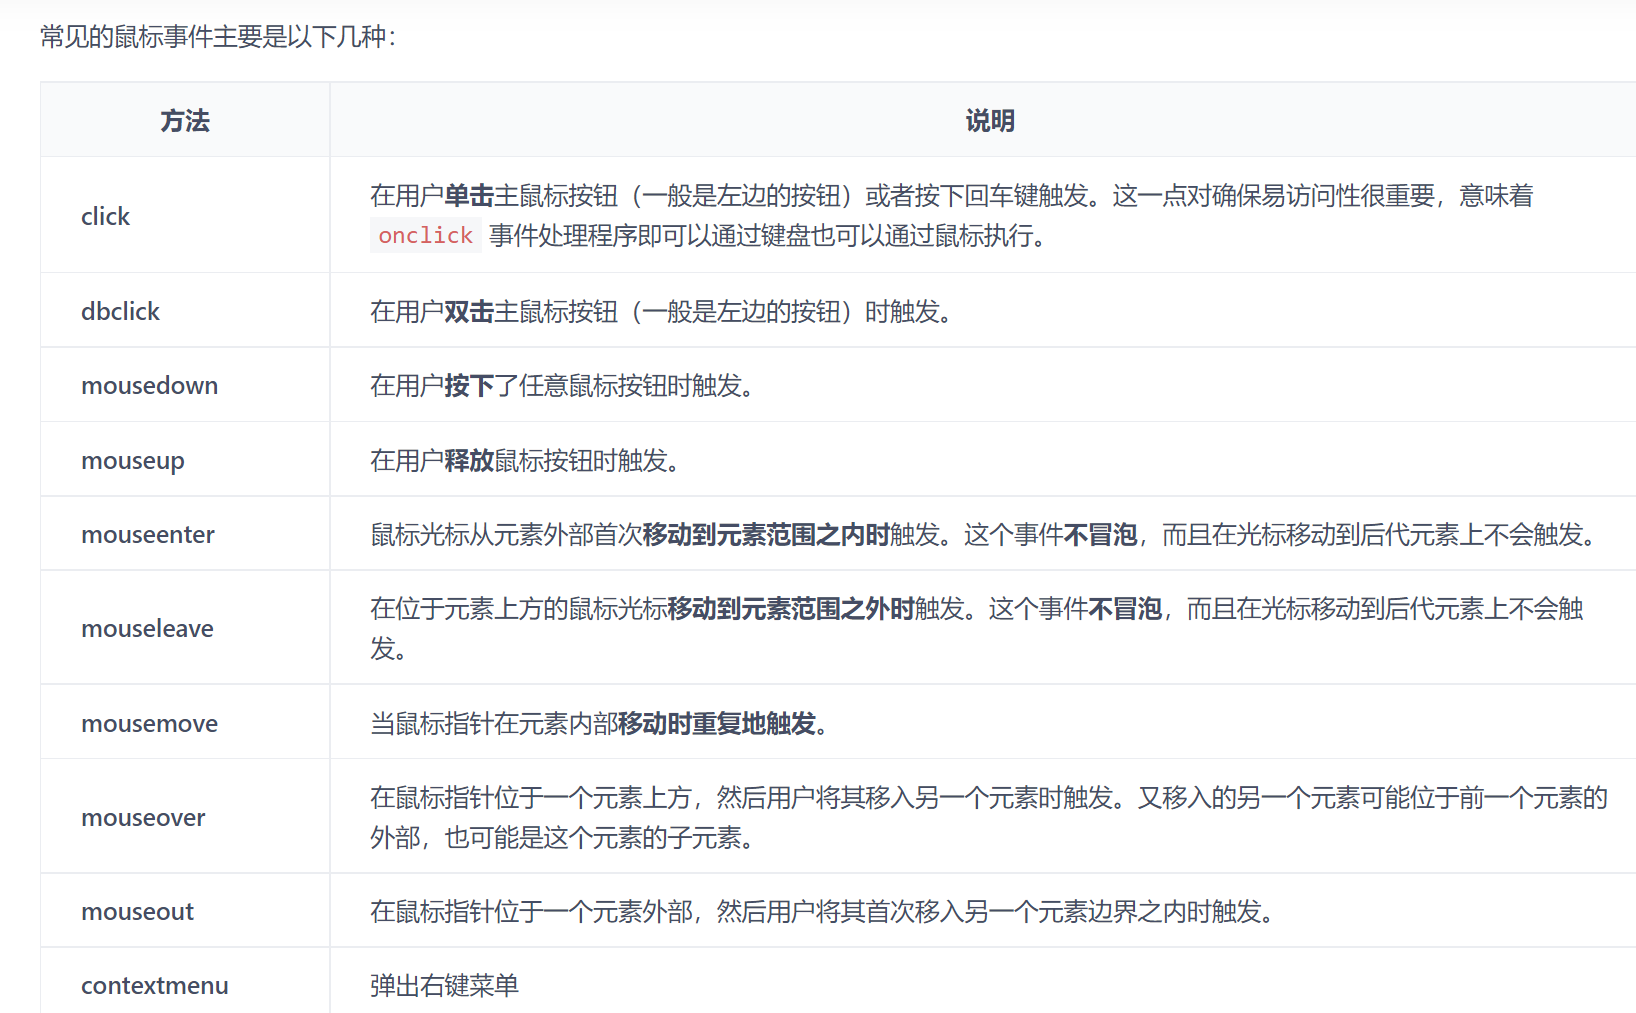 常见的鼠标事件主要是以下几种：
方法 说明
click 在用户单击主鼠标按钮（一般是左边的按钮）或者按下回车键触发。这一点对确保易访问性很重要，意味着
onclick 事件处理程序即可以通过键盘也可以通过鼠标执行。
dbclick 在用户双击主鼠标按钮（一般是左边的按钮）时触发。
mousedown 在用户按下了任意鼠标按钮时触发。
mouseup 在用户释放鼠标按钮时触发。
mouseenter 鼠标光标从元素外部首次移动到元素范围之内时触发。这个事件不冒泡，而且在光标移动到后代元素上不会触发。
mouseleave 在位于元素上方的鼠标光标移动到元素范围之外时触发。这个事件不冒泡，而且在光标移动到后代元素上不会触
发。
mousemove 当鼠标指针在元素内部移动时重复地触发。
mouseover 在鼠标指针位于一个元素上方，然后用户将其移入另一个元素时触发。又移入的另一个元素可能位于前一个元素的
外部，也可能是这个元素的子元素。
mouseout 在鼠标指针位于一个元素外部，然后用户将其首次移入另一个元素边界之内时触发。
contextmenu 弹出右键菜单